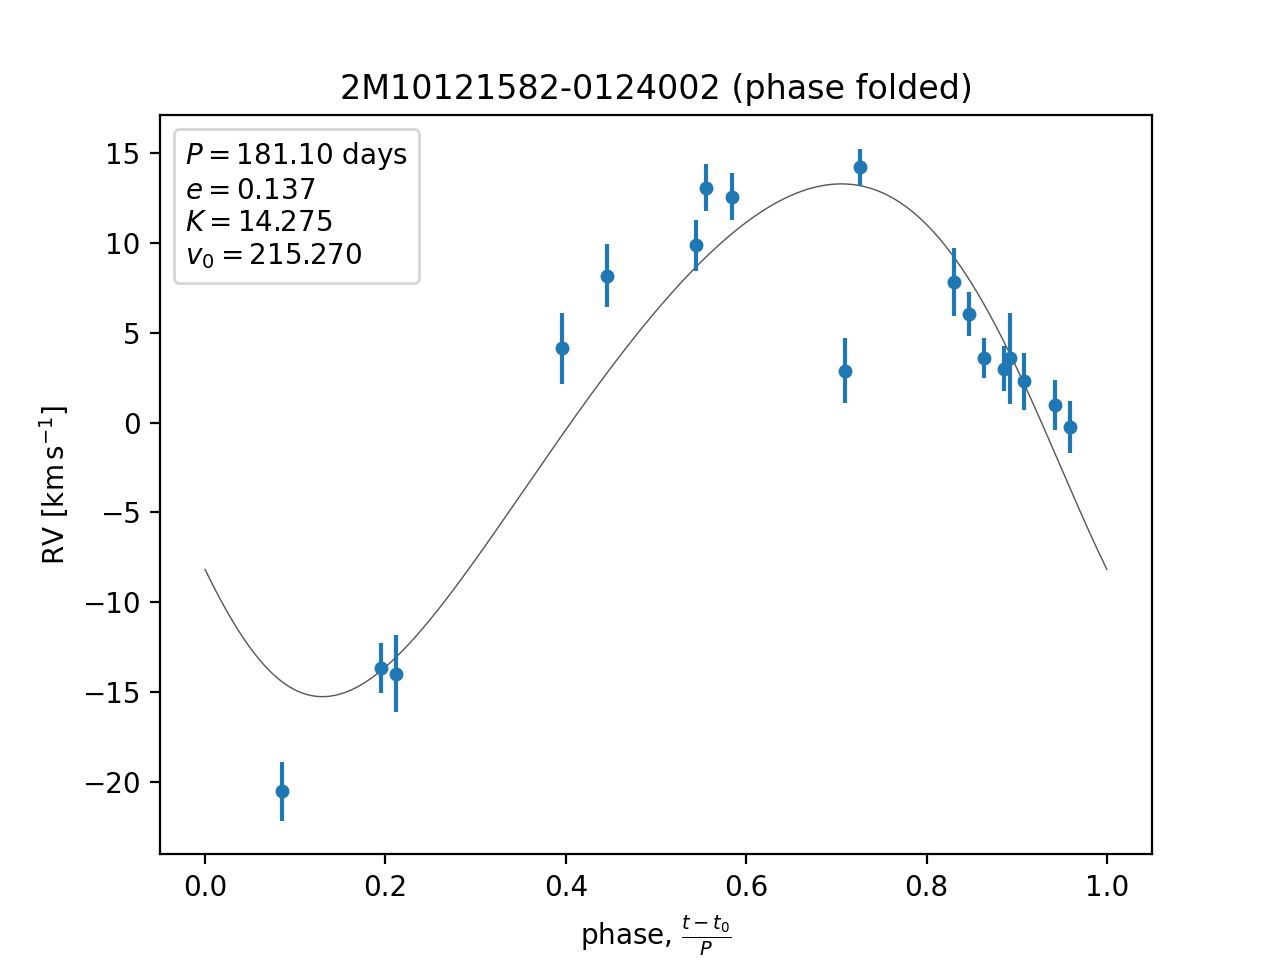 2M10121582-0124002 (phase folded)
P = 181.10 days
e = 0.137
K = 14.275
v₀ = 215.270
15
10
5
0
−5
−10
−15
−20
RV [km s⁻¹]
0.0 0.2 0.4 0.6 0.8 1.0
phase, (t − t₀)/P